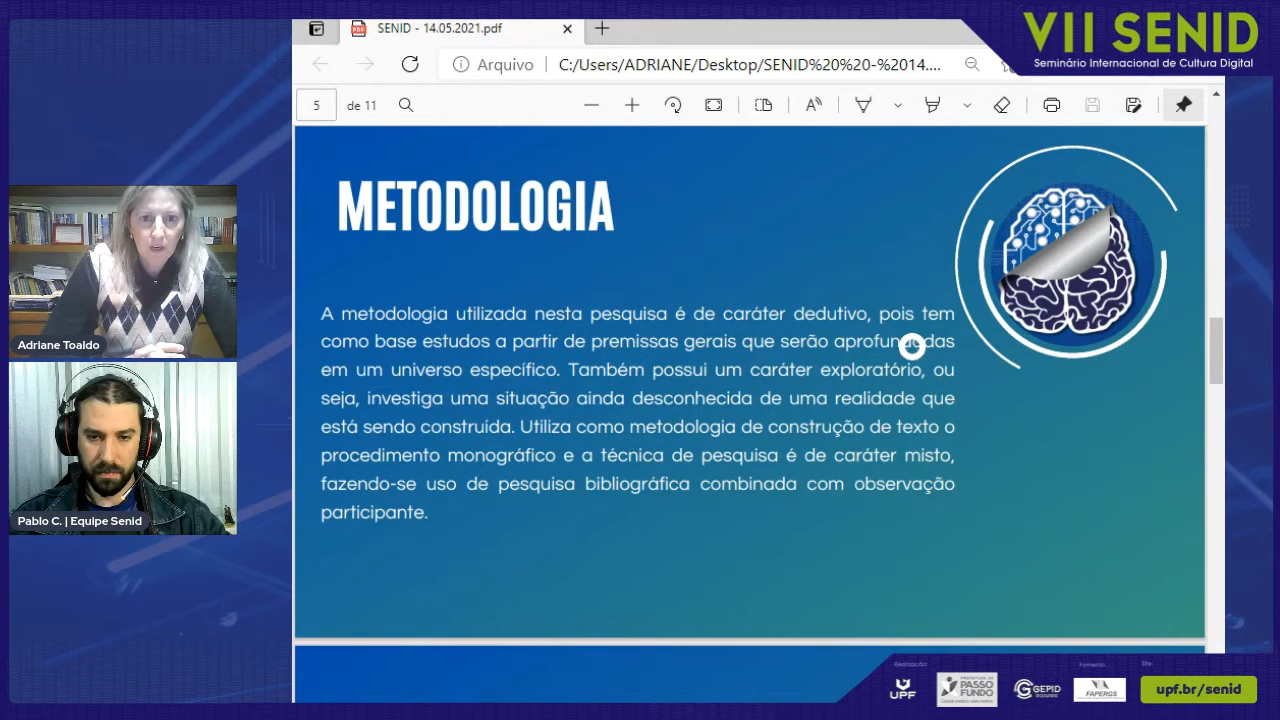 SENID - 14.05.2021.pdf
VII SENID
Seminário Internacional de Cultura Digital
Arquivo
C:/Users/ADRIANE/Desktop/SENID%20%20-%2014....
5
de 11
METODOLOGIA
A metodologia utilizada nesta pesquisa é de caráter dedutivo, pois tem
como base estudos a partir de premissas gerais que serão aprofundadas
em um universo específico. Também possui um caráter exploratório, ou
seja, investiga uma situação ainda desconhecida de uma realidade que
está sendo construída. Utiliza como metodologia de construção de texto o
procedimento monográfico e a técnica de pesquisa é de caráter misto,
fazendo-se uso de pesquisa bibliográfica combinada com observação
participante.
Adriane Toaldo
Pablo C. | Equipe Senid
Realização:
Fomento:
Site:
UPF
PREFEITURA DE
PASSO
FUNDO
GEPID
FAPERGS
upf.br/senid